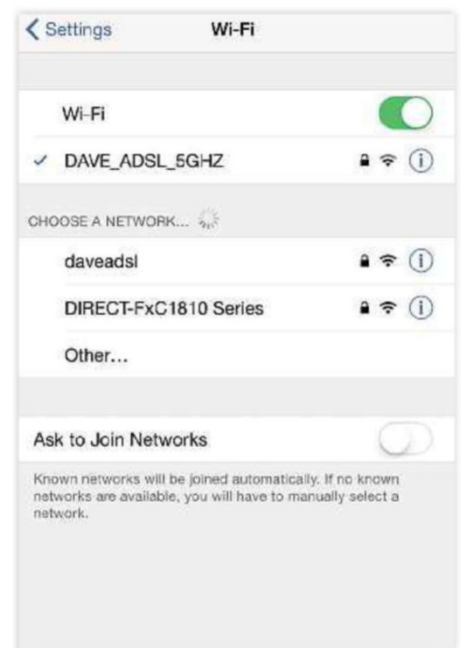 Settings Wi-Fi
Wi-Fi
DAVE_ADSL_5GHZ
CHOOSE A NETWORK...
daveadsl
DIRECT-FxC1810 Series
Other...
Ask to Join Networks
Known networks will be joined automatically. If no known
networks are available, you will have to manually select a
network.